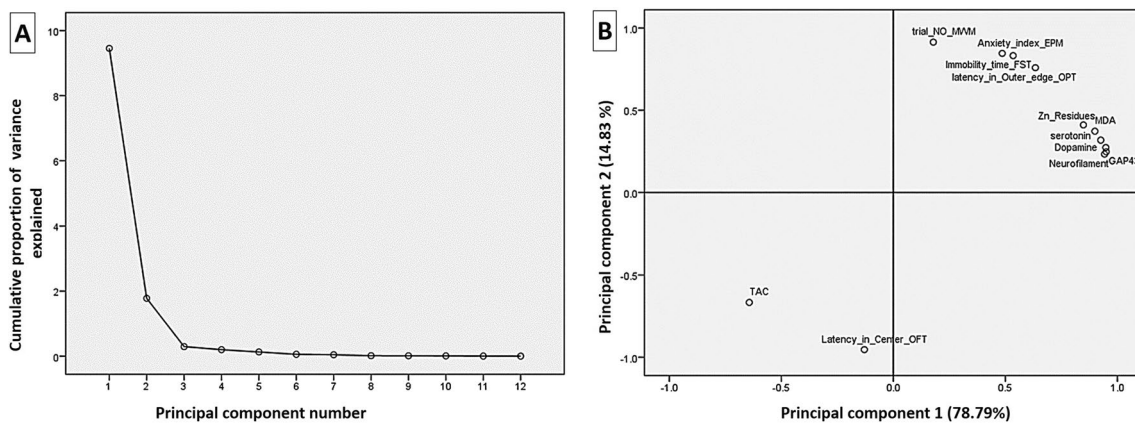 A
Cumulative proportion of variance
explained
10
8
6
4
2
0
1 2 3 4 5 6 7 8 9 10 11 12
Principal component number
B
Principal component 2 (14.83 %)
1.0
0.5
0.0
-0.5
-1.0
trial_NO_MWM
Anxiety_index_EPM
Immobility_time_FST
latency_in_Outer_edge_OPT
Zn_Residues
MDA
serotonin
Dopamine
Neurofilament
GAP43
TAC
Latency_in_Center_OFT
-1.0 -0.5 0.0 0.5 1.0
Principal component 1 (78.79%)